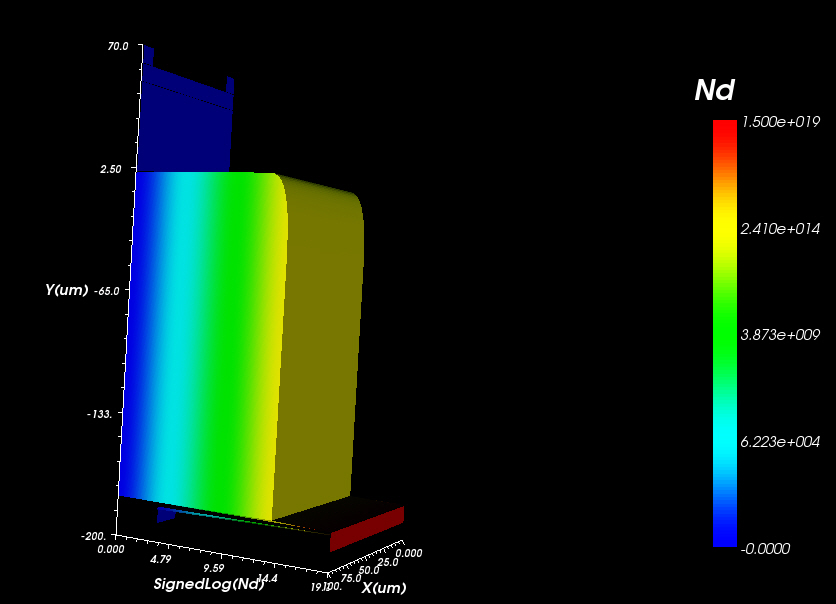 70.0
Nd
1.500e+019
2.50
2.410e+014
Y(um) -65.0
3.873e+009
-133.
6.223e+004
-200.
-0.0000
0.000
4.79
9.59
14.4
0.000
25.0
50.0
75.0
SignedLog(Nd)
X(um)